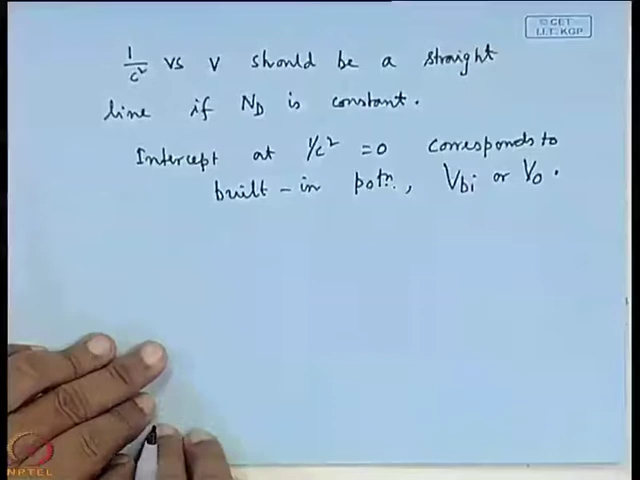 © CET
I.I.T. KGP
1/c² vs V should be a straight
line if N_D is constant.
Intercept at 1/c² = 0 corresponds to
built-in potn., V_bi or V_0.
NPTEL